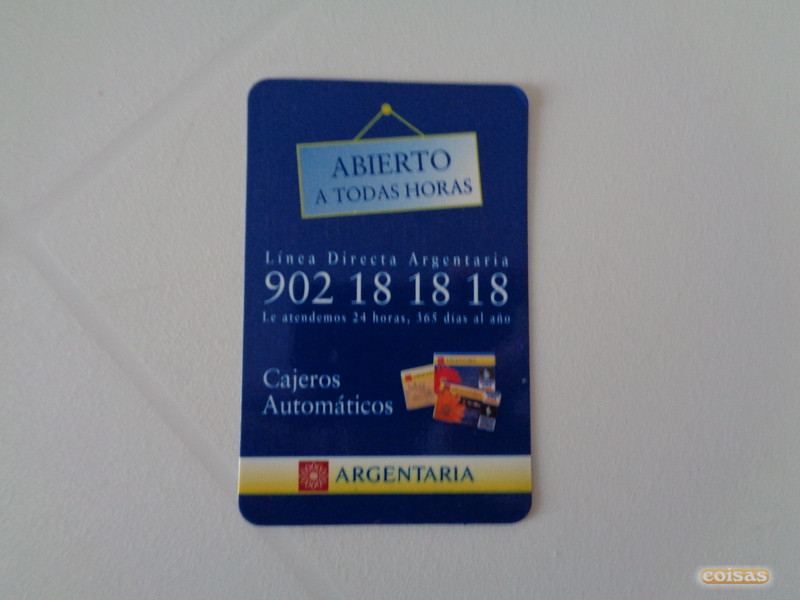 ABIERTO
A TODAS HORAS
Línea Directa Argentaria
902 18 18 18
Le atendemos 24 horas, 365 días al año
Cajeros
Automáticos
ARGENTARIA
ARGENTARIA
coisas